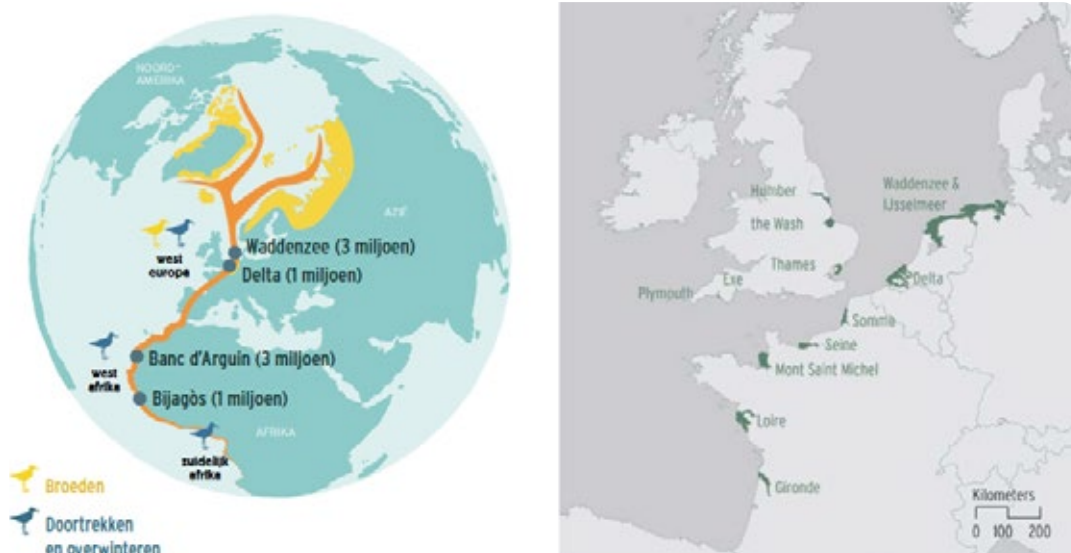 NOORD-
AMERIKA
AZIË
Waddenzee (3 miljoen)
Delta (1 miljoen)
west
europa
Banc d'Arguin (3 miljoen)
west
afrika
Bijagòs (1 miljoen)
AFRIKA
zuidelijk
afrika
Broeden
Doortrekken
en overwinteren
Humber
the Wash
Waddenzee &
IJsselmeer
Thames
Exe
Delta
Plymouth
Somme
Seine
Mont Saint Michel
Loire
Gironde
Kilometers
0 100 200